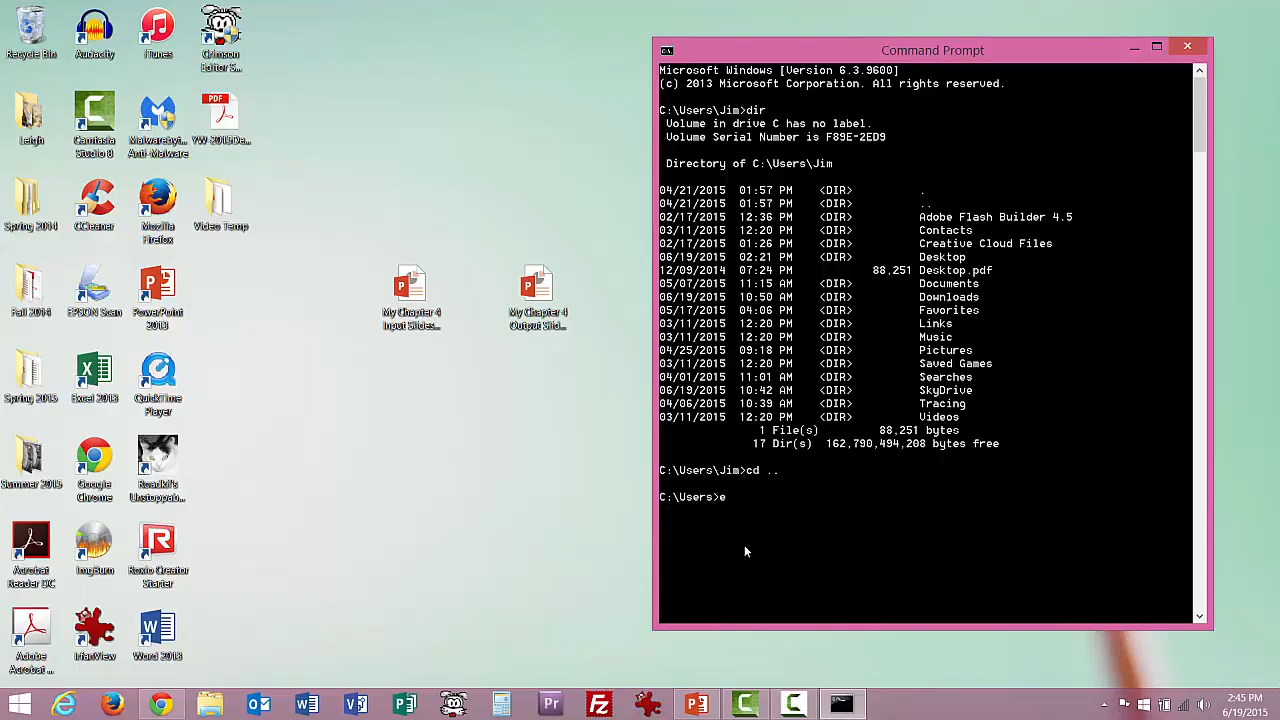 Recycle Bin
Audacity
iTunes
Crimson
Editor S...
Leigh
Camtasia
Studio 8
Malwareby...
Anti-Malware
PDF
YW-2015De...
Spring 2014
CCleaner
Mozilla
Firefox
Video Temp
Fall 2014
EPSON Scan
PowerPoint
2013
My Chapter 4
Input Slides...
My Chapter 4
Output Slid...
Spring 2015
Excel 2013
QuickTime
Player
Summer 2015
Google
Chrome
Roadkil's
Unstoppab...
Acrobat
Reader DC
ImgBurn
Roxio Creator
Starter
Adobe
Acrobat ...
IrfanView
Word 2013
Command Prompt
Microsoft Windows [Version 6.3.9600]
(c) 2013 Microsoft Corporation. All rights reserved.
C:\Users\Jim>dir
Volume in drive C has no label.
Volume Serial Number is F89E-2ED9
Directory of C:\Users\Jim
04/21/2015 01:57 PM <DIR> .
04/21/2015 01:57 PM <DIR> ..
02/17/2015 12:36 PM <DIR> Adobe Flash Builder 4.5
03/11/2015 12:20 PM <DIR> Contacts
02/17/2015 01:26 PM <DIR> Creative Cloud Files
06/19/2015 02:21 PM <DIR> Desktop
12/09/2014 07:24 PM 88,251 Desktop.pdf
05/07/2015 11:15 AM <DIR> Documents
06/19/2015 10:50 AM <DIR> Downloads
05/17/2015 04:06 PM <DIR> Favorites
03/11/2015 12:20 PM <DIR> Links
03/11/2015 12:20 PM <DIR> Music
04/25/2015 09:18 PM <DIR> Pictures
03/11/2015 12:20 PM <DIR> Saved Games
04/01/2015 11:01 AM <DIR> Searches
06/19/2015 10:42 AM <DIR> SkyDrive
04/06/2015 10:39 AM <DIR> Tracing
03/11/2015 12:20 PM <DIR> Videos
1 File(s) 88,251 bytes
17 Dir(s) 162,790,494,208 bytes free
C:\Users\Jim>cd ..
C:\Users>e
2:45 PM
6/19/2015